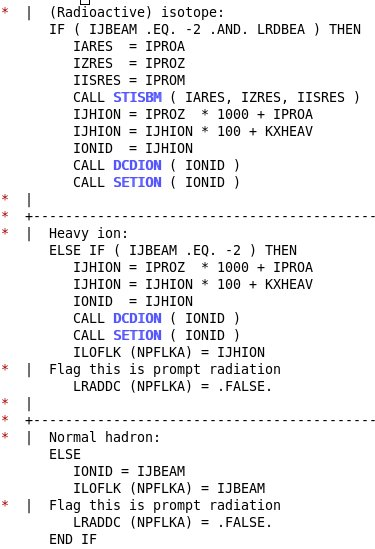 *  |  (Radioactive) isotope:
      IF ( IJBEAM .EQ. -2 .AND. LRDBEA ) THEN
         IARES  = IPROA
         IZRES  = IPROZ
         IISRES = IPROM
         CALL STISBM ( IARES, IZRES, IISRES )
         IJHION = IPROZ  * 1000 + IPROA
         IJHION = IJHION * 100 + KXHEAV
         IONID  = IJHION
         CALL DCDION ( IONID )
         CALL SETION ( IONID )
*  |
*  +-------------------------------------------
*  |  Heavy ion:
      ELSE IF ( IJBEAM .EQ. -2 ) THEN
         IJHION = IPROZ  * 1000 + IPROA
         IJHION = IJHION * 100 + KXHEAV
         IONID  = IJHION
         CALL DCDION ( IONID )
         CALL SETION ( IONID )
         ILOFLK (NPFLKA) = IJHION
*  |  Flag this is prompt radiation
         LRADDC (NPFLKA) = .FALSE.
*  |
*  +-------------------------------------------
*  |  Normal hadron:
      ELSE
         IONID = IJBEAM
         ILOFLK (NPFLKA) = IJBEAM
*  |  Flag this is prompt radiation
         LRADDC (NPFLKA) = .FALSE.
      END IF